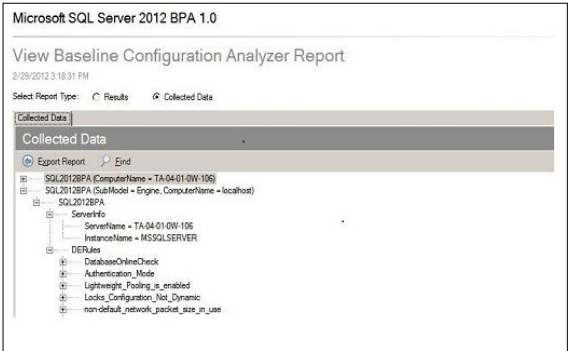 Microsoft SQL Server 2012 BPA 1.0
View Baseline Configuration Analyzer Report
2/29/2012 3:18:31 PM
Select Report Type: Results Collected Data
Collected Data
Collected Data
Export Report Find
SQL2012BPA (ComputerName = TA-04-01-0W-106)
SQL2012BPA (SubModel = Engine, ComputerName = localhost)
SQL2012BPA
ServerInfo
ServerName = TA-04-01-0W-106
InstanceName = MSSQLSERVER
DERules
DatabaseOnlineCheck
Authentication_Mode
Lightweight_Pooling_is_enabled
Locks_Configuration_Not_Dynamic
non-default_network_packet_size_in_use